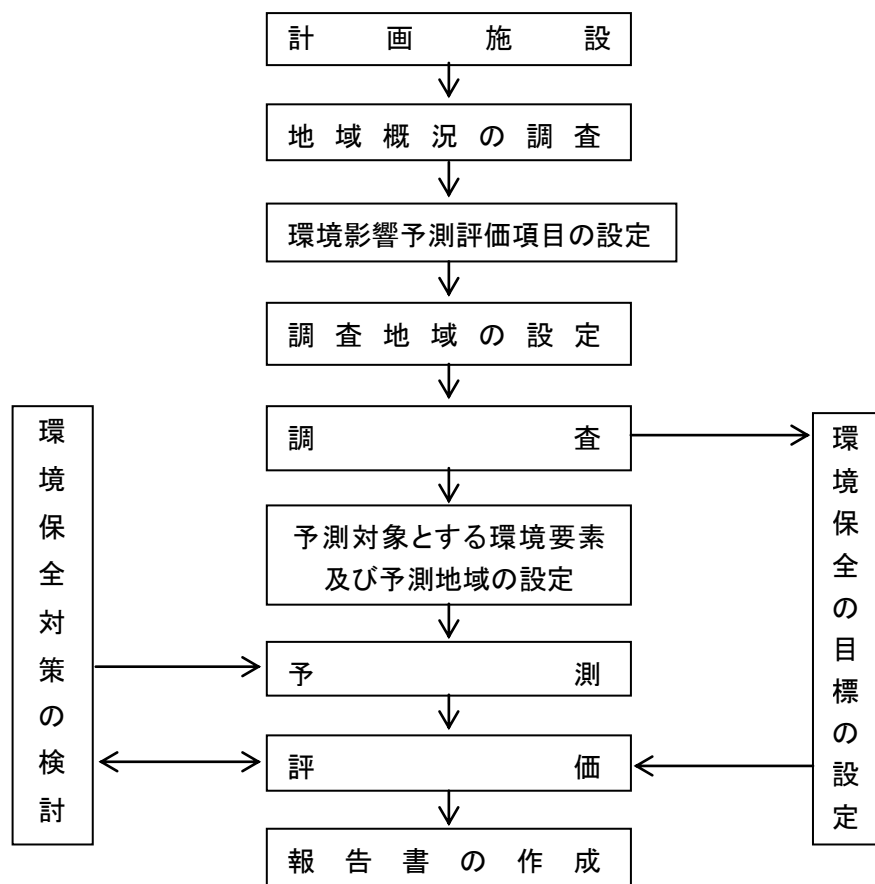 計画施設
地域概況の調査
環境影響予測評価項目の設定
調査地域の設定
調査
予測対象とする環境要素
及び予測地域の設定
予測
評価
報告書の作成
環境保全対策の検討
環境保全の目標の設定